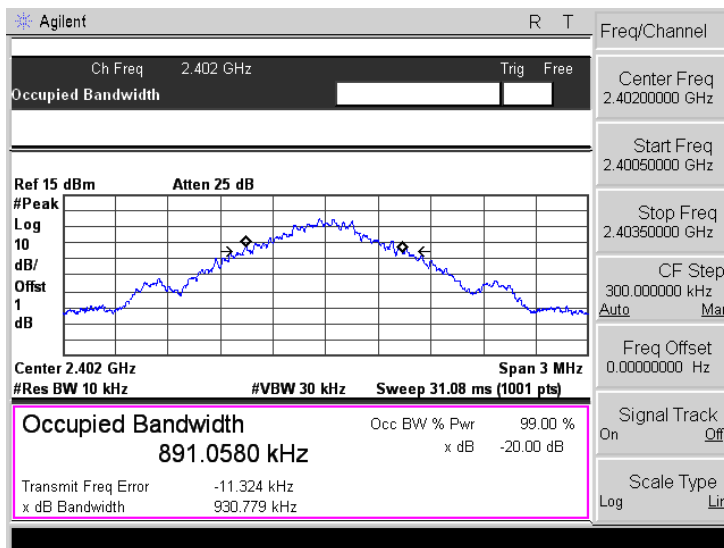 Agilent R T
Ch Freq 2.402 GHz Trig Free
Occupied Bandwidth
Ref 15 dBm Atten 25 dB
#Peak
Log
10
dB/
Offst
1
dB
Center 2.402 GHz Span 3 MHz
#Res BW 10 kHz #VBW 30 kHz Sweep 31.08 ms (1001 pts)
Occupied Bandwidth Occ BW % Pwr 99.00 %
891.0580 kHz x dB -20.00 dB
Transmit Freq Error -11.324 kHz
x dB Bandwidth 930.779 kHz
Freq/Channel
Center Freq
2.40200000 GHz
Start Freq
2.40050000 GHz
Stop Freq
2.40350000 GHz
CF Step
300.000000 kHz
Auto Mar
Freq Offset
0.00000000 Hz
Signal Track
On Off
Scale Type
Log Lin